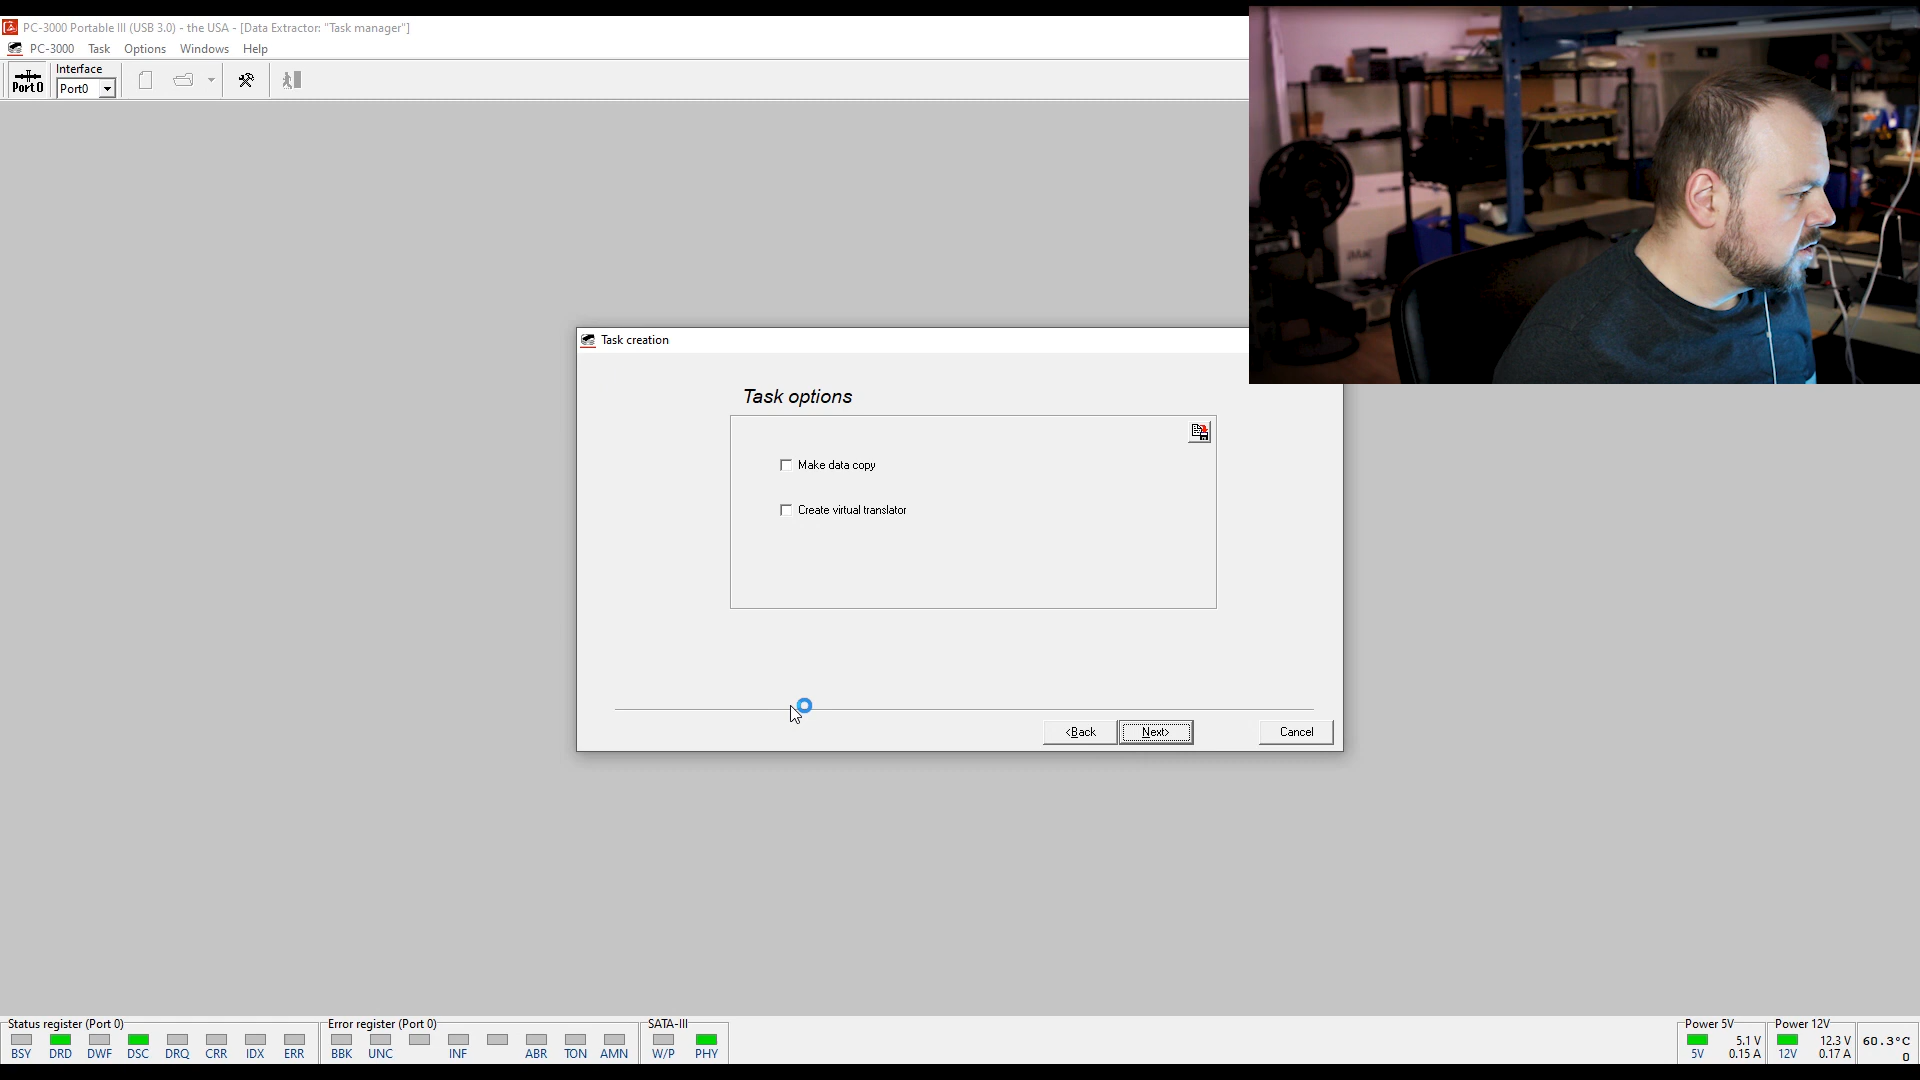 PC-3000 Portable III (USB 3.0) - the USA - [Data Extractor: "Task manager"]
PC-3000 Task Options Windows Help
Port 0
Interface
Port0
Task creation
Task options
Make data copy
Create virtual translator
<Back Next> Cancel
Status register (Port 0) Error register (Port 0) SATA-III Power 5V Power 12V
5.1 V 12.3 V 60.3°C
BSY DRD DWF DSC DRQ CRR IDX ERR BBK UNC INF ABR TON AMN W/P PHY 5V 0.15 A 12V 0.17 A 0